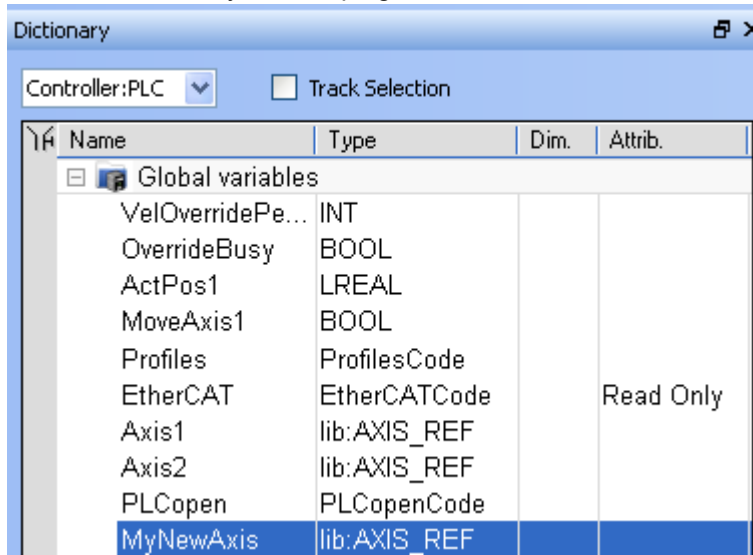 Dictionary
Controller:PLC Track Selection
Name Type Dim. Attrib.
Global variables
VelOverridePe... INT
OverrideBusy BOOL
ActPos1 LREAL
MoveAxis1 BOOL
Profiles ProfilesCode
EtherCAT EtherCATCode Read Only
Axis1 lib:AXIS_REF
Axis2 lib:AXIS_REF
PLCopen PLCopenCode
MyNewAxis lib:AXIS_REF